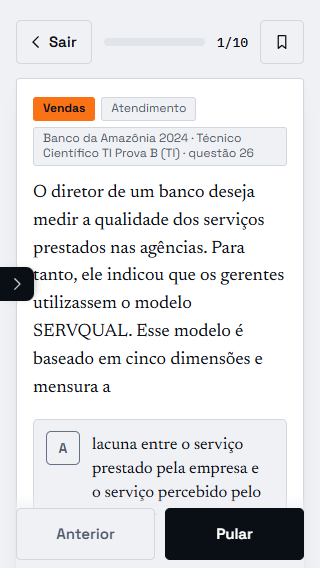 Sair
1/10
Vendas
Atendimento
Banco da Amazônia 2024 · Técnico
Científico TI Prova B (TI) · questão 26
O diretor de um banco deseja
medir a qualidade dos serviços
prestados nas agências. Para
tanto, ele indicou que os gerentes
utilizassem o modelo
SERVQUAL. Esse modelo é
baseado em cinco dimensões e
mensura a
A
lacuna entre o serviço
prestado pela empresa e
o serviço percebido pelo
Anterior
Pular